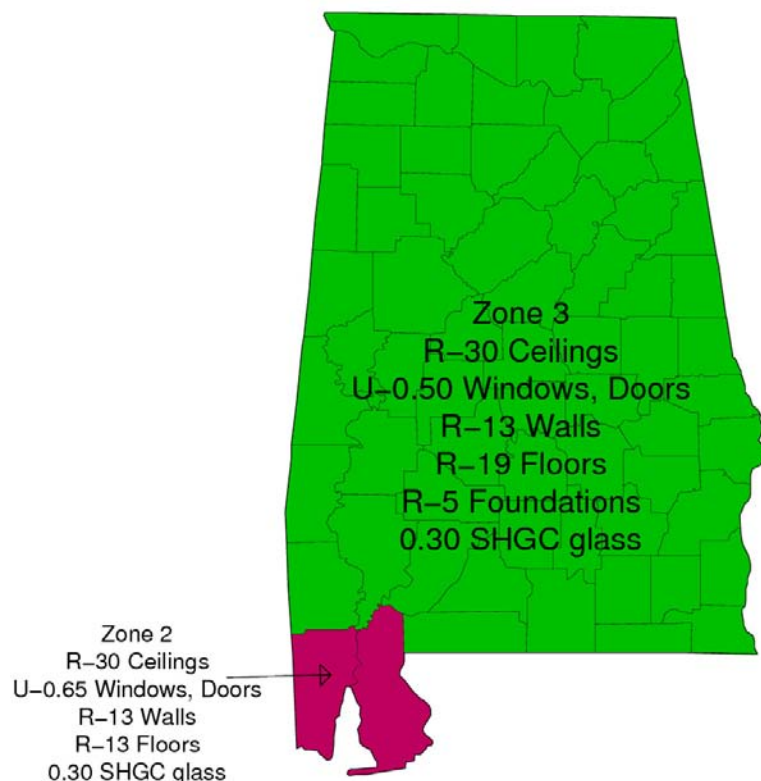 Zone 3
R-30 Ceilings
U-0.50 Windows, Doors
R-13 Walls
R-19 Floors
R-5 Foundations
0.30 SHGC glass
Zone 2
R-30 Ceilings
U-0.65 Windows, Doors
R-13 Walls
R-13 Floors
0.30 SHGC glass